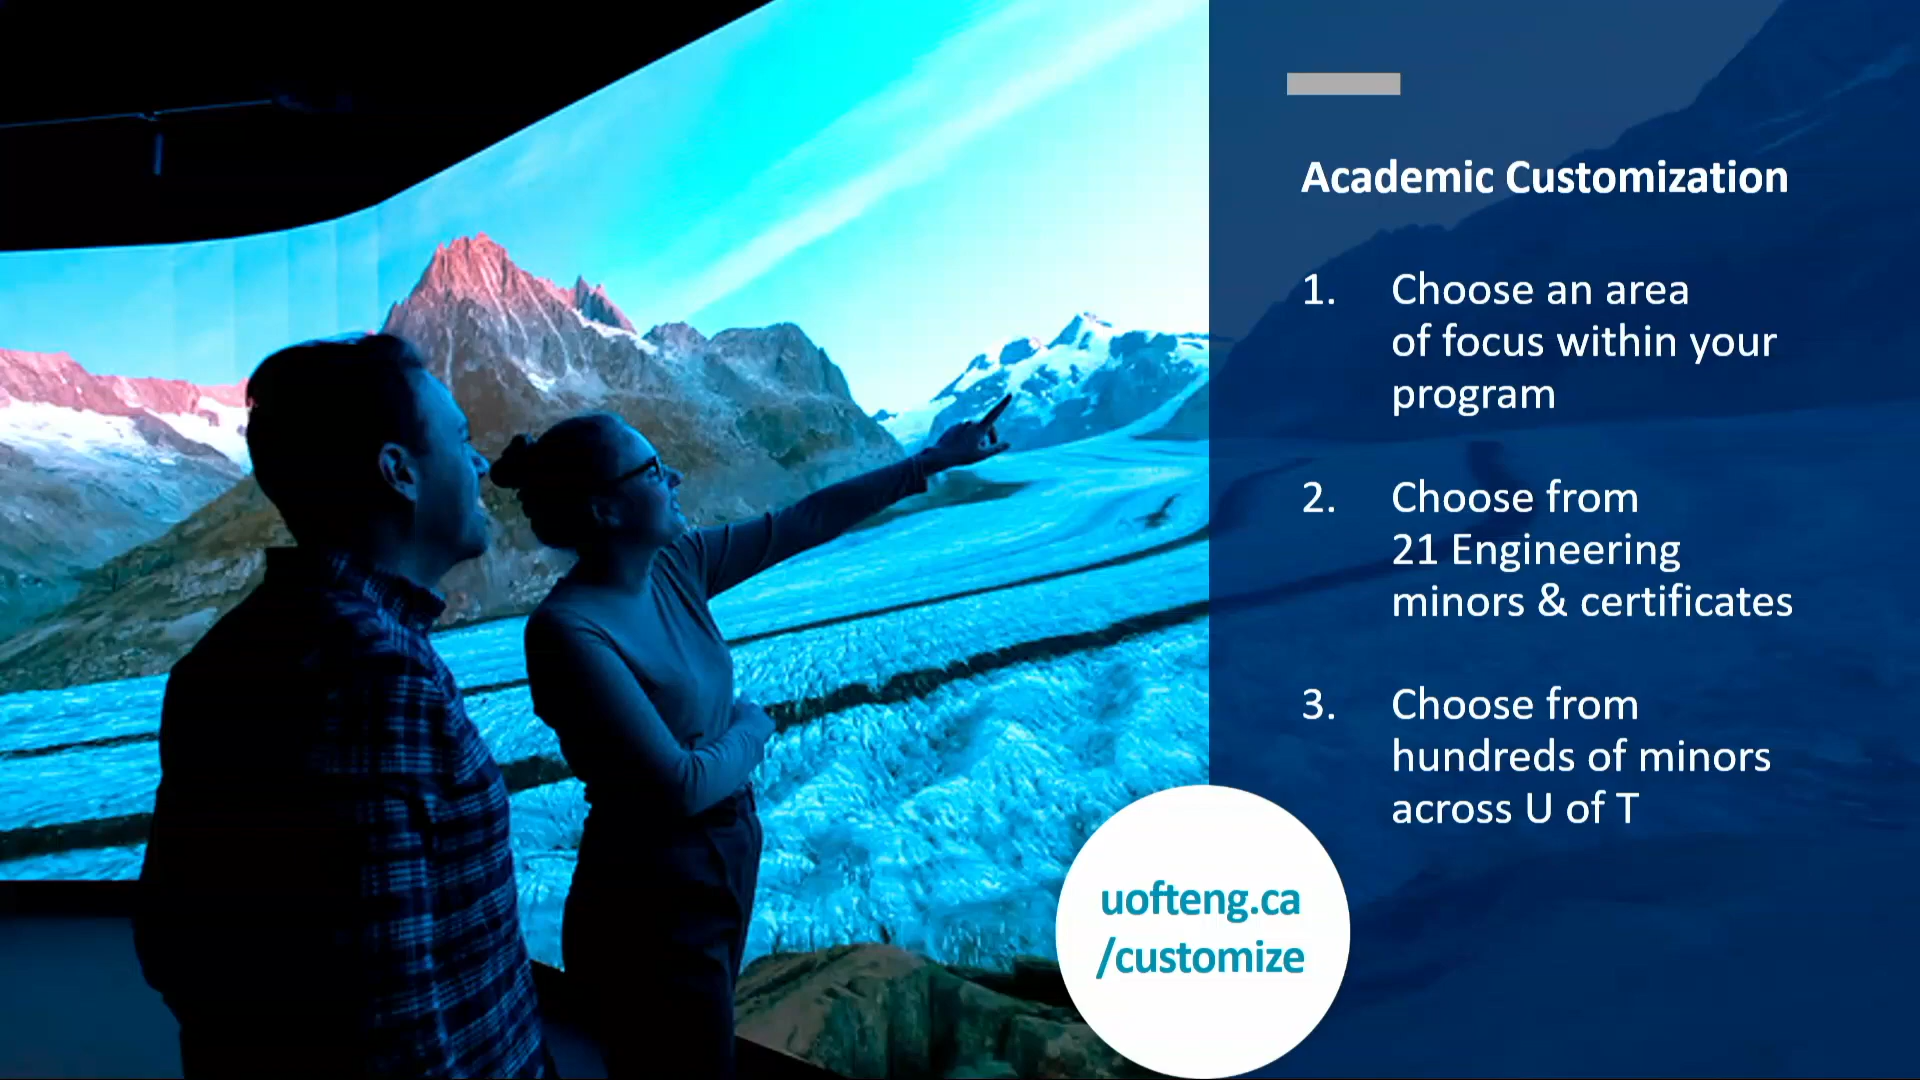 Academic Customization
1. Choose an area
of focus within your
program
2. Choose from
21 Engineering
minors & certificates
3. Choose from
hundreds of minors
across U of T
uofteng.ca
/customize